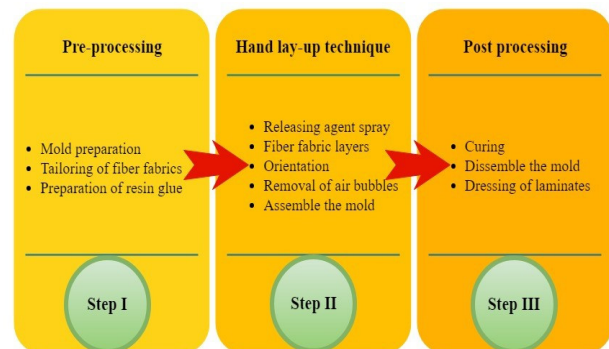 Pre-processing
• Mold preparation
• Tailoring of fiber fabrics
• Preparation of resin glue
Step I
Hand lay-up technique
• Releasing agent spray
• Fiber fabric layers
• Orientation
• Removal of air bubbles
• Assemble the mold
Step II
Post processing
• Curing
• Dissemble the mold
• Dressing of laminates
Step III